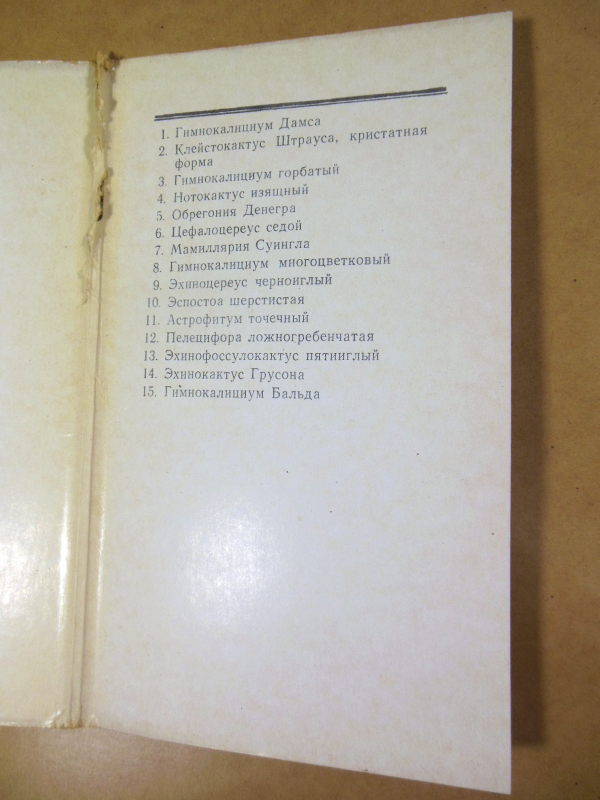 1. Гимнокалициум Дамса
2. Клейстокактус Штрауса, кристатная
форма
3. Гимнокалициум горбатый
4. Нотокактус изящный
5. Обрегония Денегра
6. Цефалоцереус седой
7. Мамиллярия Суингла
8. Гимнокалициум многоцветковый
9. Эхиноцереус черноиглый
10. Эспостоа шерстистая
11. Астрофитум точечный
12. Пелецифора ложногребенчатая
13. Эхинофоссулокактус пятииглый
14. Эхинокактус Грусона
15. Гимнокалициум Бальда